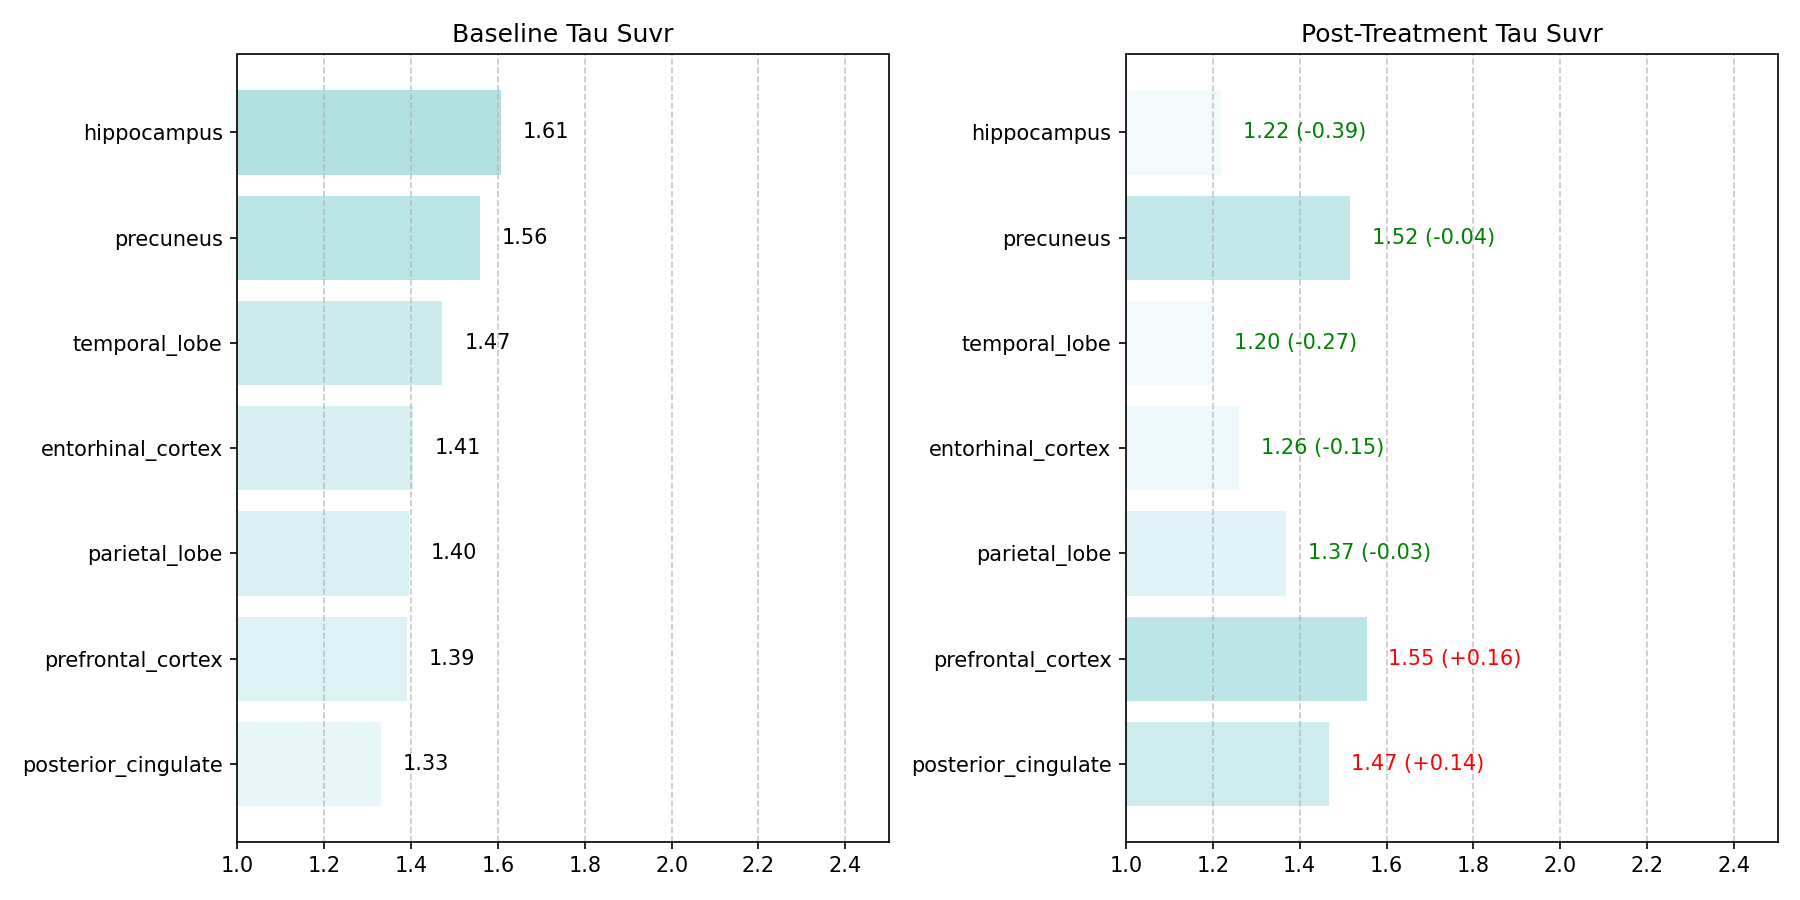 Baseline Tau Suvr
hippocampus
1.61
precuneus
1.56
temporal_lobe
1.47
entorhinal_cortex
1.41
parietal_lobe
1.40
prefrontal_cortex
1.39
posterior_cingulate
1.33
1.0 1.2 1.4 1.6 1.8 2.0 2.2 2.4
Post-Treatment Tau Suvr
hippocampus
1.22 (-0.39)
precuneus
1.52 (-0.04)
temporal_lobe
1.20 (-0.27)
entorhinal_cortex
1.26 (-0.15)
parietal_lobe
1.37 (-0.03)
prefrontal_cortex
1.55 (+0.16)
posterior_cingulate
1.47 (+0.14)
1.0 1.2 1.4 1.6 1.8 2.0 2.2 2.4